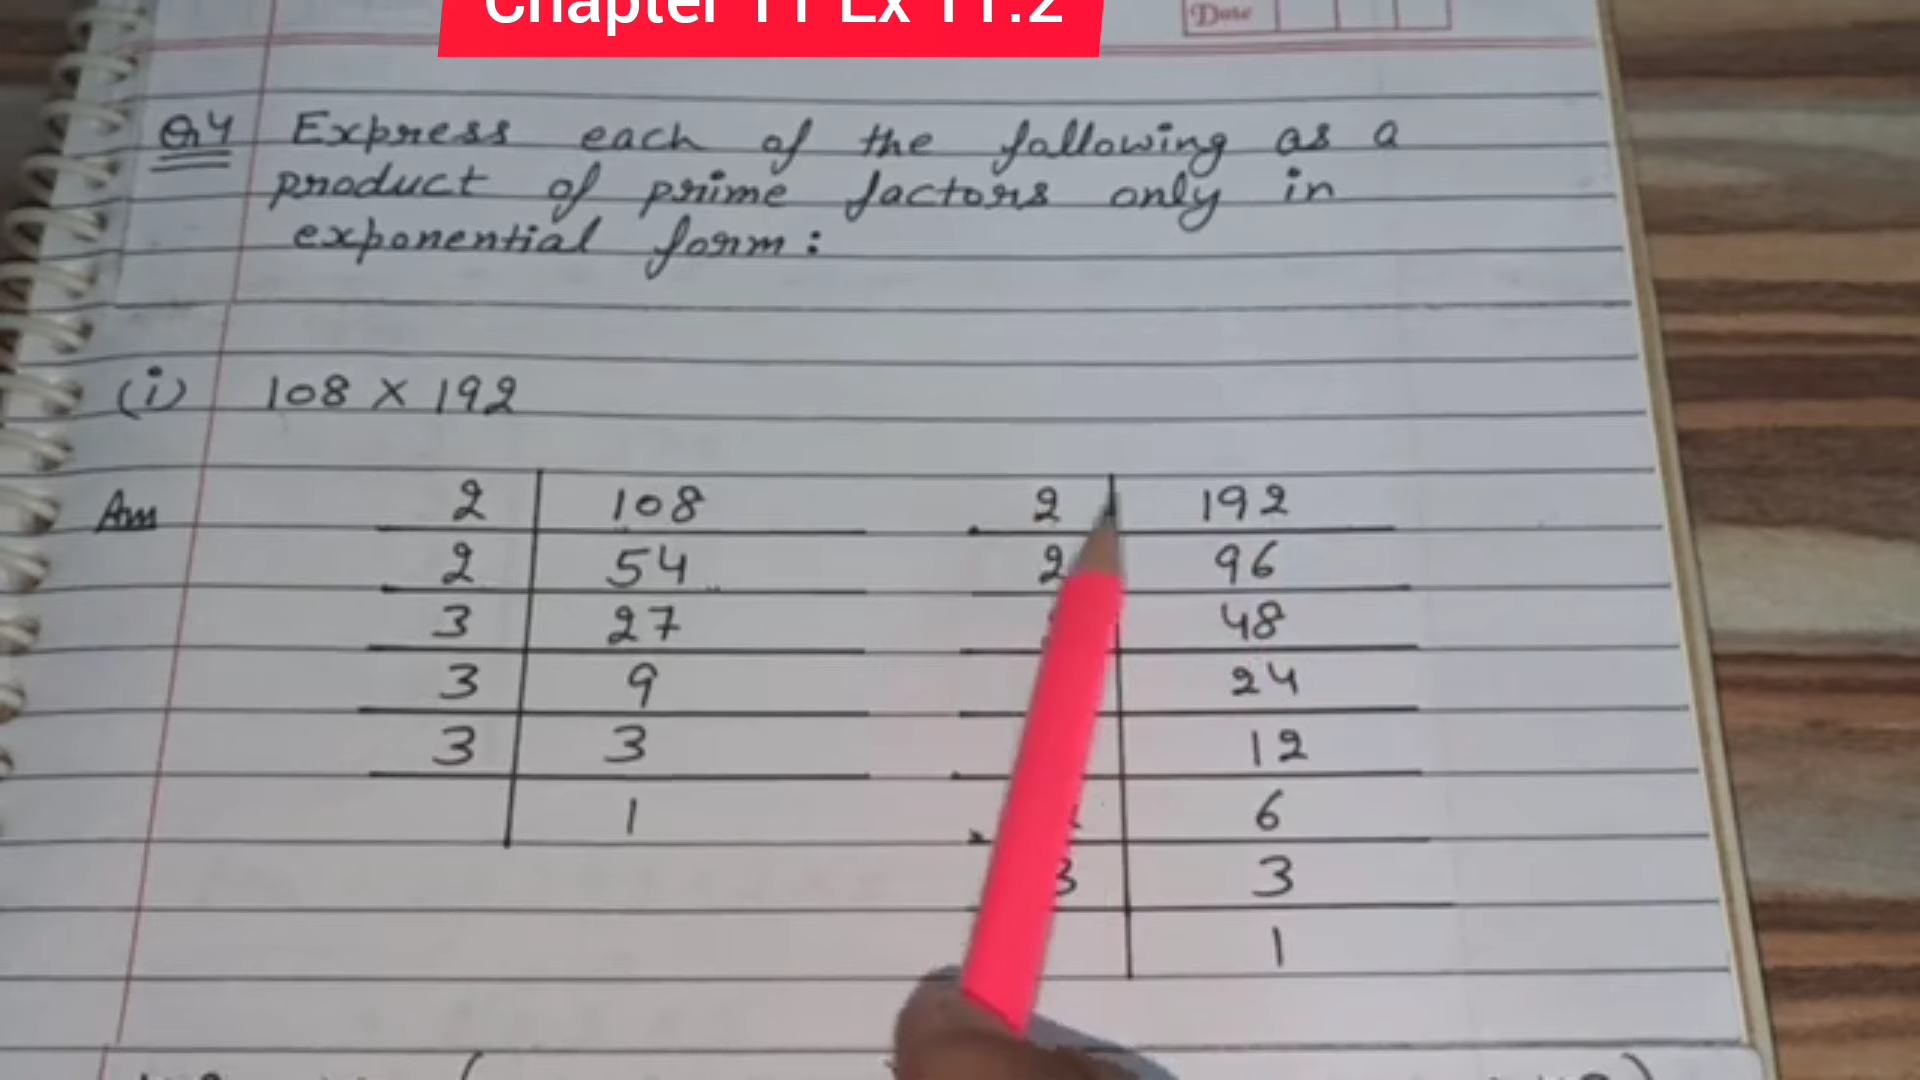 Chapter 11 Ex 11.2
Date
Q.4 Express each of the following as a
product of prime factors only in
exponential form:
(i) 108 × 192
Ans
2 108
2 54
3 27
3 9
3 3
1
2 192
2 96
48
24
12
6
3 3
1